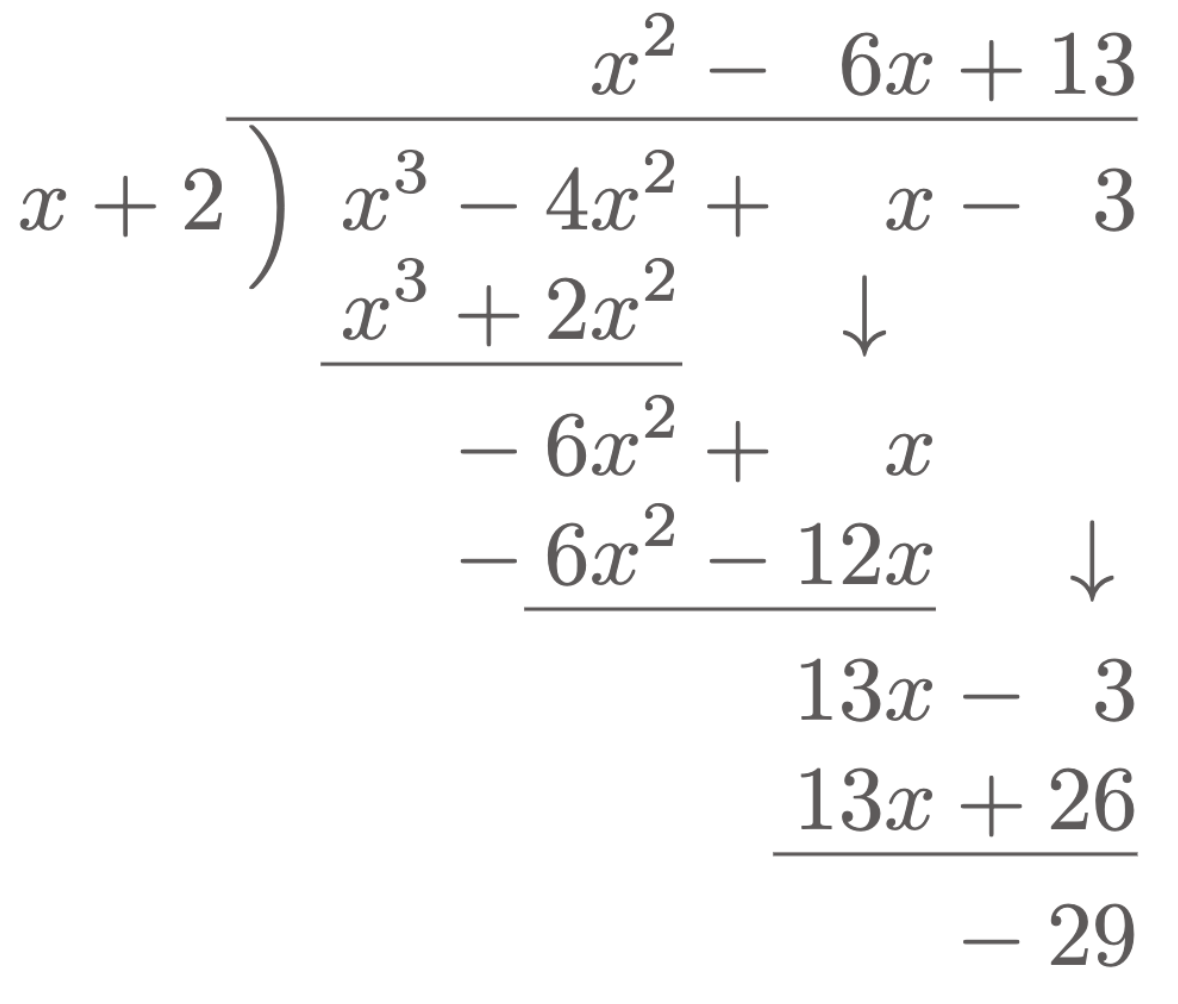 x² − 6x + 13
x + 2 ) x³ − 4x² + x − 3
x³ + 2x² ↓
− 6x² + x
− 6x² − 12x ↓
13x − 3
13x + 26
− 29